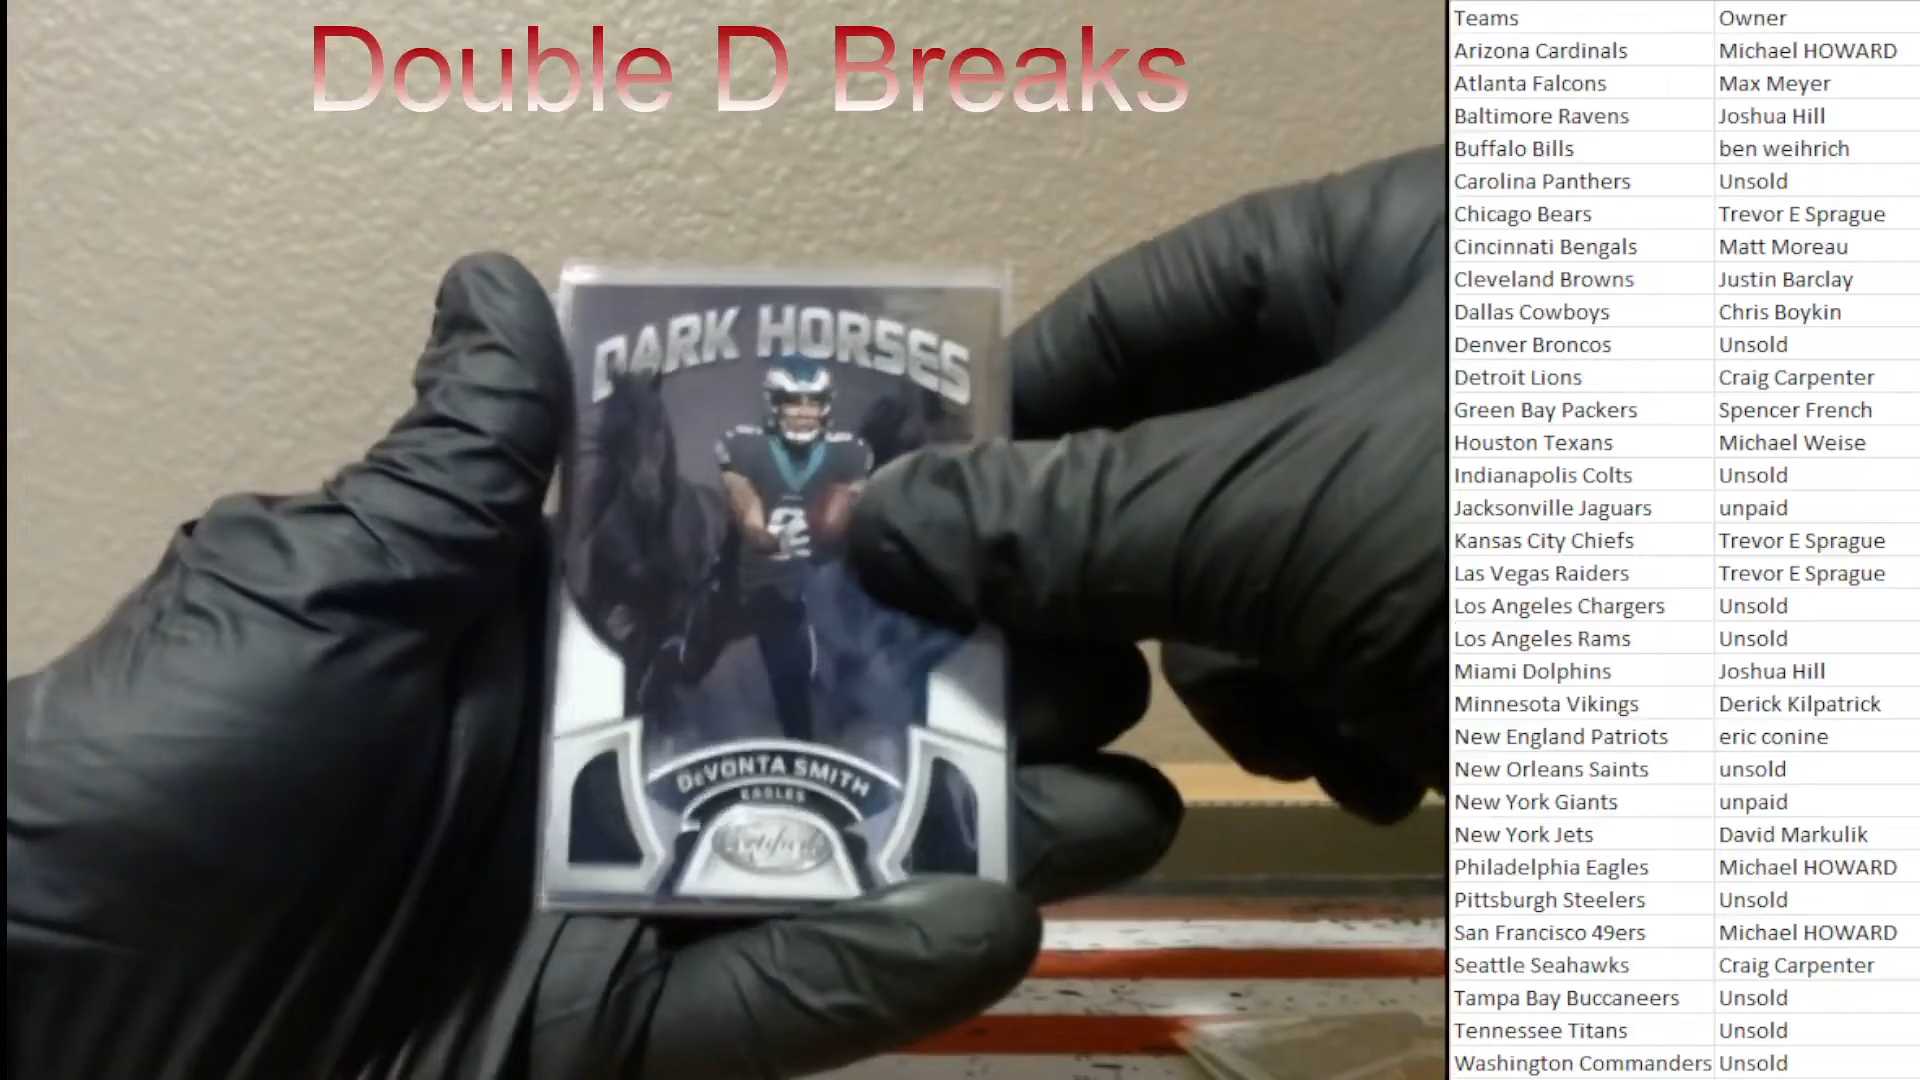 Double D Breaks
DARK HORSES
DeVONTA SMITH
EAGLES
Certified
Teams Owner
Arizona Cardinals Michael HOWARD
Atlanta Falcons Max Meyer
Baltimore Ravens Joshua Hill
Buffalo Bills ben weihrich
Carolina Panthers Unsold
Chicago Bears Trevor E Sprague
Cincinnati Bengals Matt Moreau
Cleveland Browns Justin Barclay
Dallas Cowboys Chris Boykin
Denver Broncos Unsold
Detroit Lions Craig Carpenter
Green Bay Packers Spencer French
Houston Texans Michael Weise
Indianapolis Colts Unsold
Jacksonville Jaguars unpaid
Kansas City Chiefs Trevor E Sprague
Las Vegas Raiders Trevor E Sprague
Los Angeles Chargers Unsold
Los Angeles Rams Unsold
Miami Dolphins Joshua Hill
Minnesota Vikings Derick Kilpatrick
New England Patriots eric conine
New Orleans Saints unsold
New York Giants unpaid
New York Jets David Markulik
Philadelphia Eagles Michael HOWARD
Pittsburgh Steelers Unsold
San Francisco 49ers Michael HOWARD
Seattle Seahawks Craig Carpenter
Tampa Bay Buccaneers Unsold
Tennessee Titans Unsold
Washington Commanders Unsold